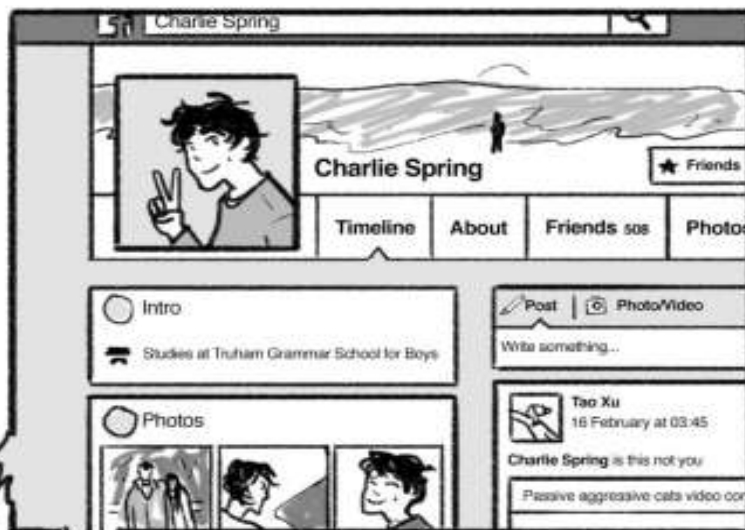 Charlie Spring
Charlie Spring
Friends
Timeline
About
Friends 508
Photos
Intro
Studies at Truham Grammar School for Boys
Photos
Post
Photo/Video
Write something...
Tao Xu
16 February at 03:45
Charlie Spring is this not you
Passive aggressive cats video